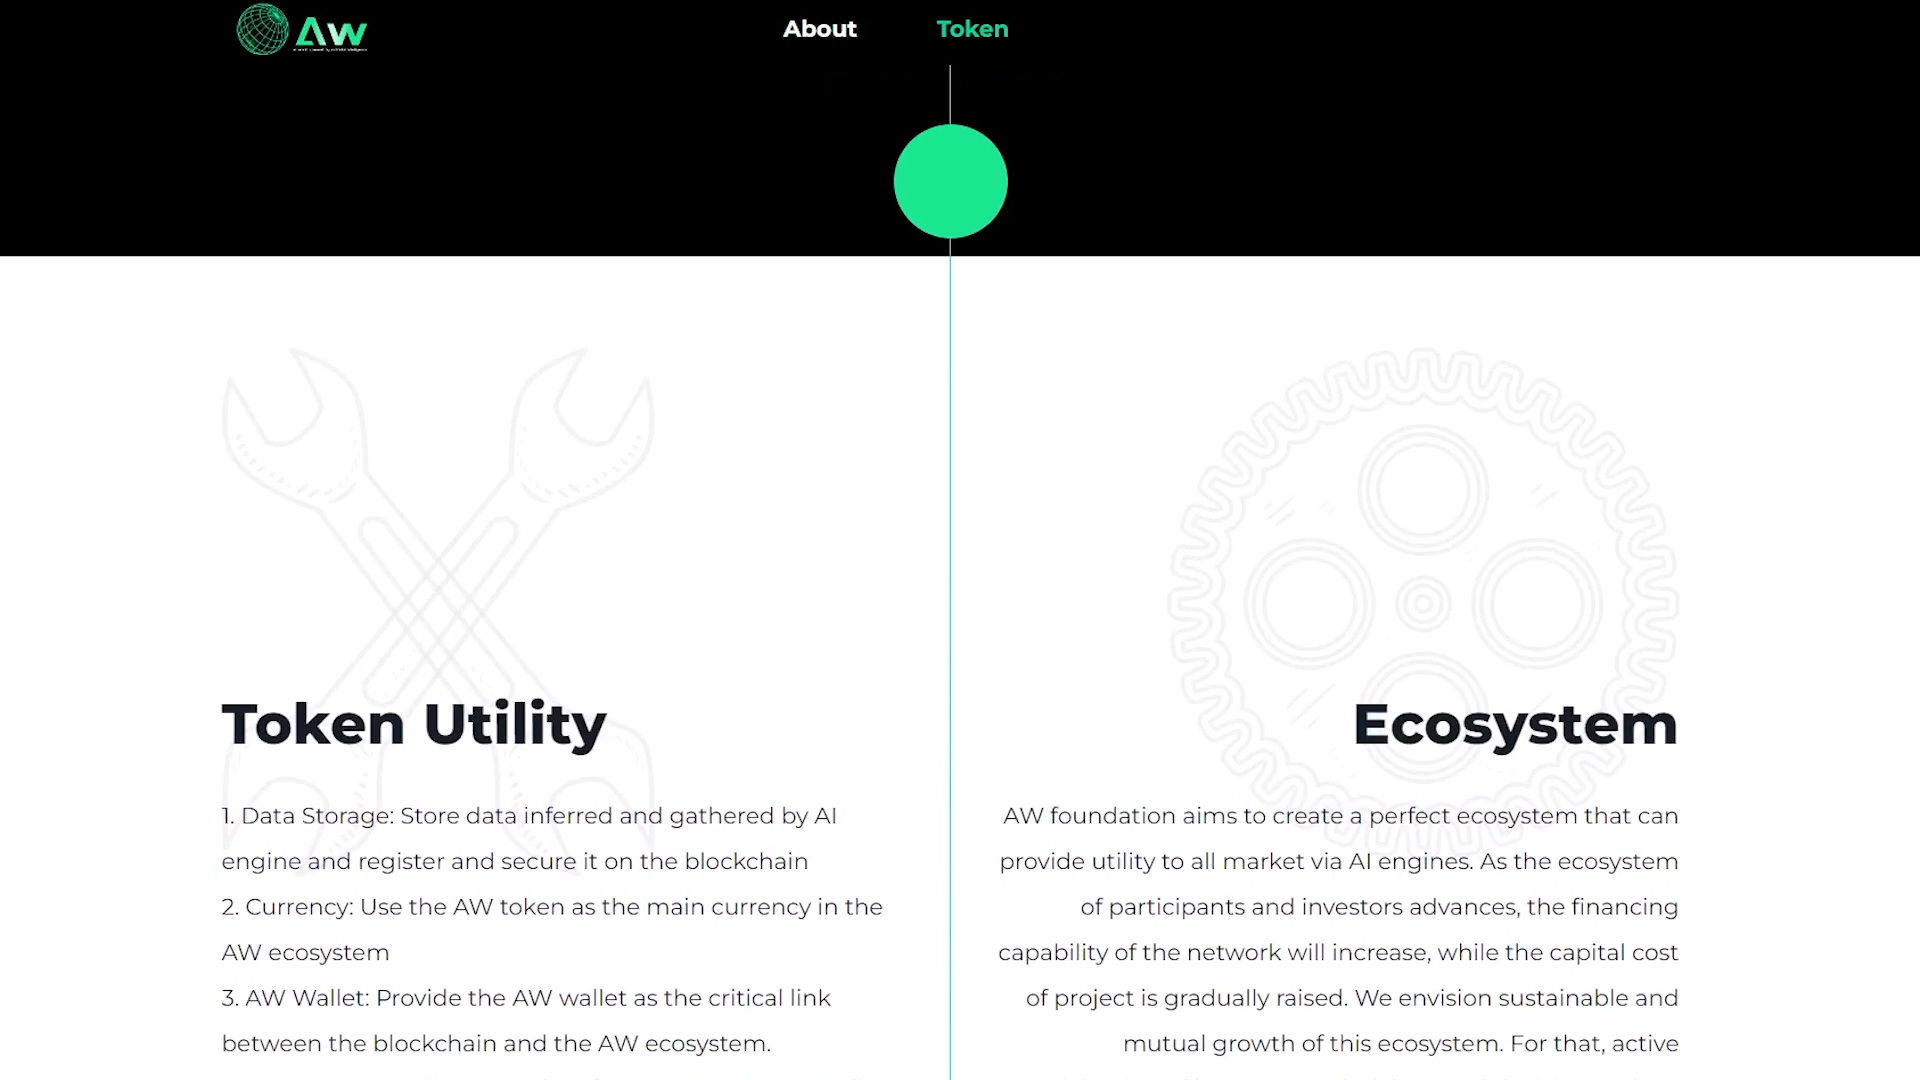 AW
About
Token
Token Utility
1. Data Storage: Store data inferred and gathered by AI
engine and register and secure it on the blockchain
2. Currency: Use the AW token as the main currency in the
AW ecosystem
3. AW Wallet: Provide the AW wallet as the critical link
between the blockchain and the AW ecosystem.
Ecosystem
AW foundation aims to create a perfect ecosystem that can
provide utility to all market via AI engines. As the ecosystem
of participants and investors advances, the financing
capability of the network will increase, while the capital cost
of project is gradually raised. We envision sustainable and
mutual growth of this ecosystem. For that, active